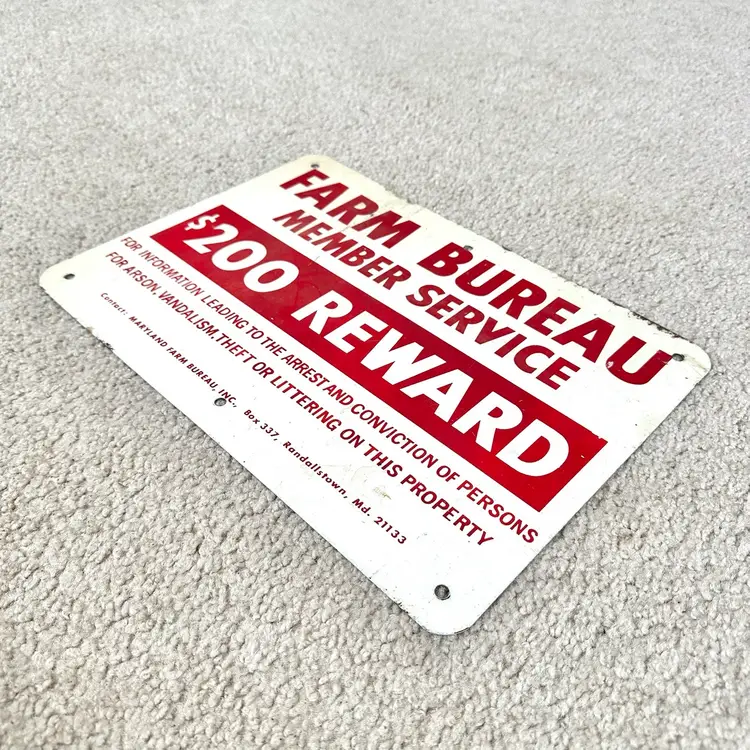 FARM BUREAU
MEMBER SERVICE
$200 REWARD
FOR INFORMATION LEADING TO THE ARREST AND CONVICTION OF PERSONS
FOR ARSON, VANDALISM, THEFT OR LITTERING ON THIS PROPERTY
Contact: MARYLAND FARM BUREAU, INC., Box 337, Randallstown, Md. 21133